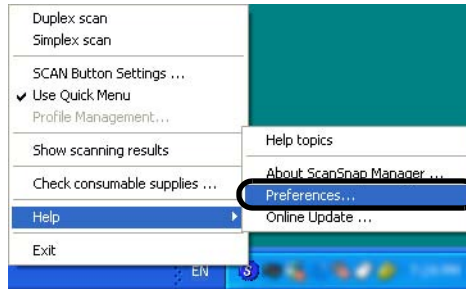 Duplex scan
Simplex scan
SCAN Button Settings ...
Use Quick Menu
Profile Management...
Show scanning results
Check consumable supplies ...
Help
Exit
Help topics
About ScanSnap Manager ...
Preferences...
Online Update ...
EN
S